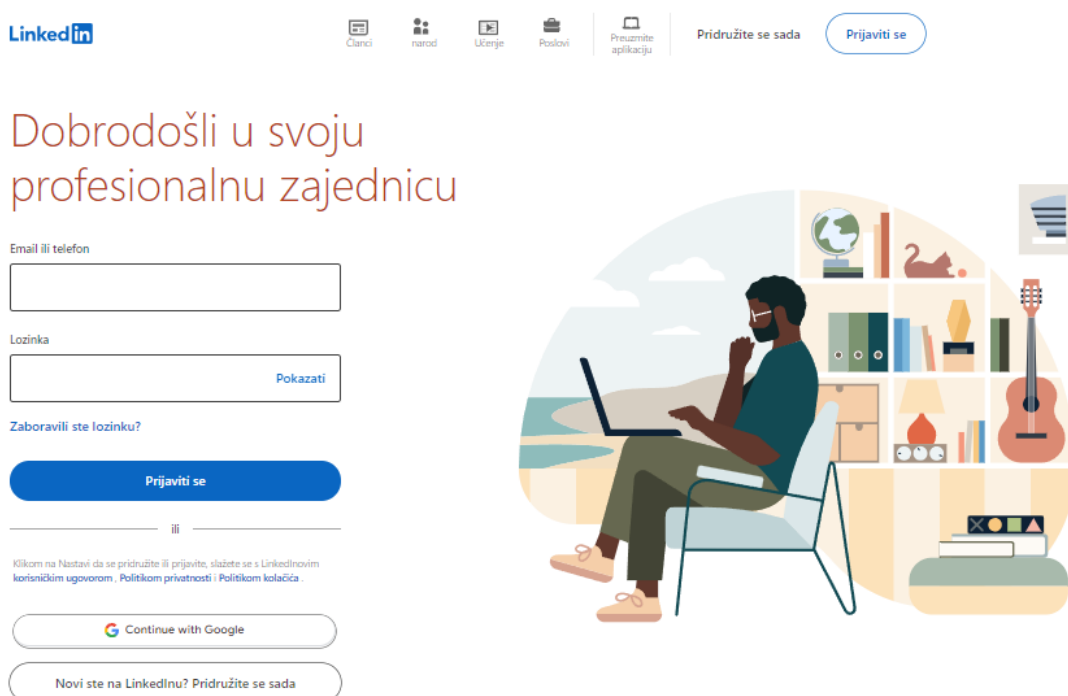 LinkedIn
Članci
narod
Učenje
Poslovi
Preuzmite
aplikaciju
Pridružite se sada
Prijaviti se
Dobrodošli u svoju
profesionalnu zajednicu
Email ili telefon
Lozinka
Pokazati
Zaboravili ste lozinku?
Prijaviti se
ili
Klikom na Nastavi da se pridružite ili prijavite, slažete se s LinkedInovim
korisničkim ugovorom , Politikom privatnosti i Politikom kolačića .
Continue with Google
Novi ste na LinkedInu? Pridružite se sada